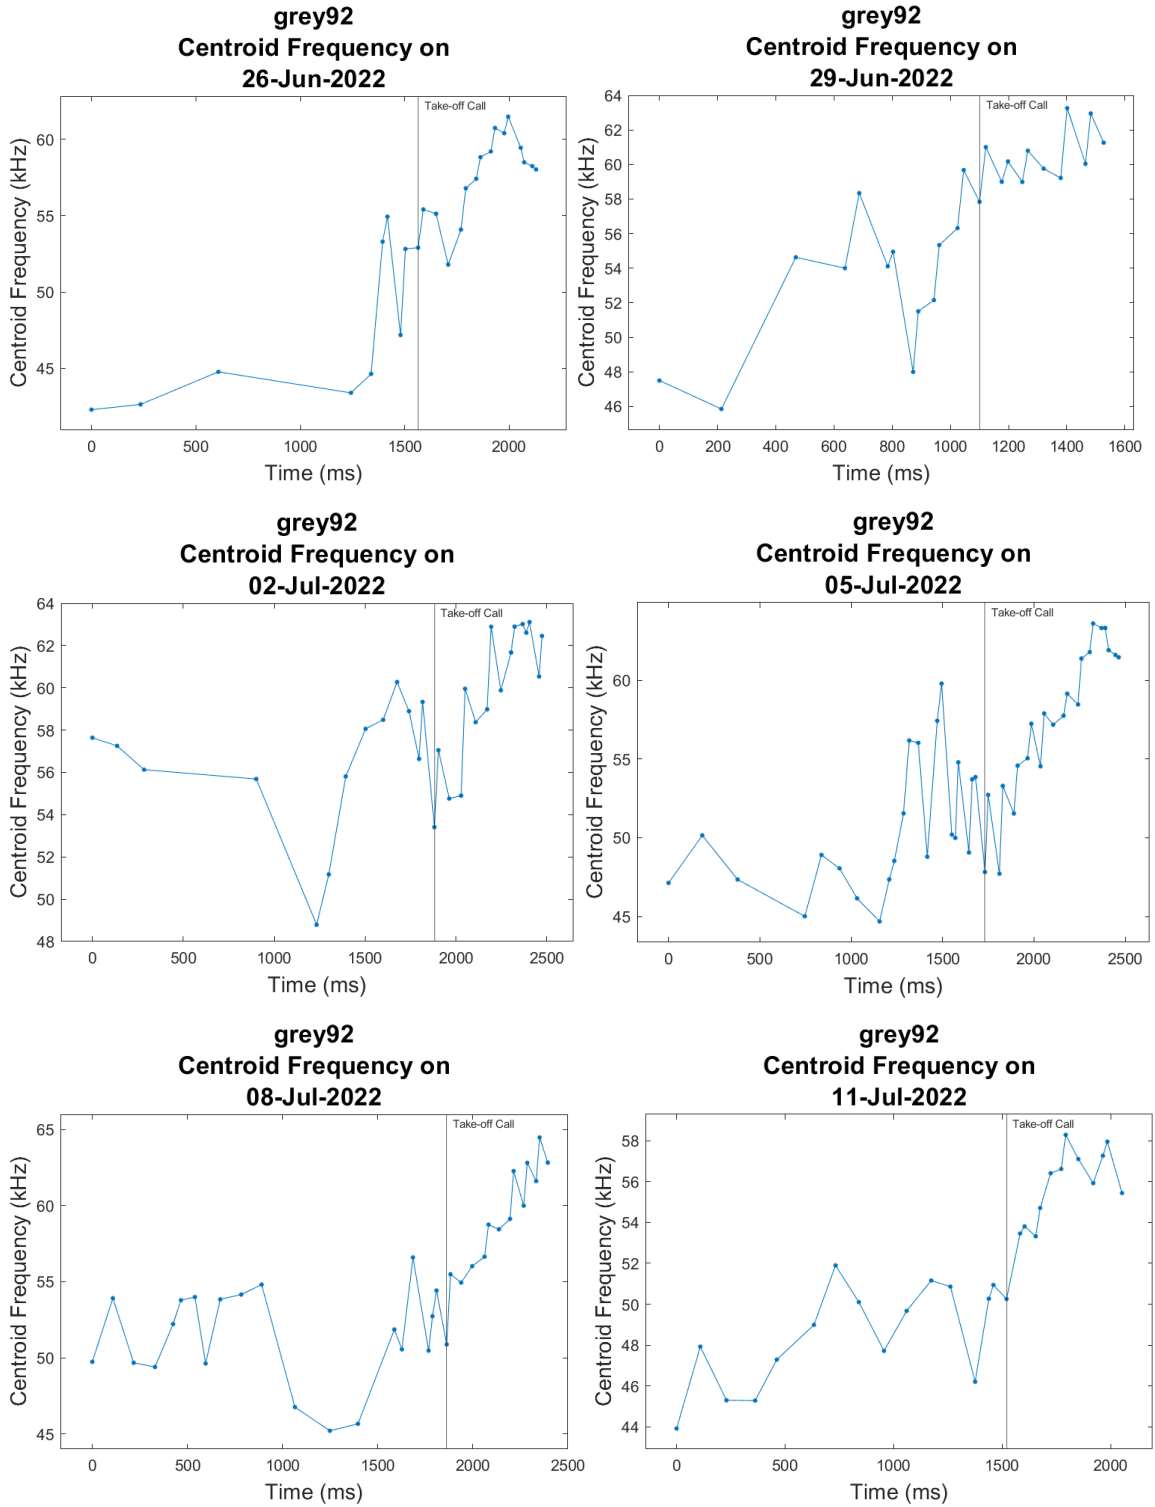 grey92
Centroid Frequency on
26-Jun-2022
Take-off Call
Centroid Frequency (kHz)
60
55
50
45
0 500 1000 1500 2000
Time (ms)
grey92
Centroid Frequency on
29-Jun-2022
Take-off Call
Centroid Frequency (kHz)
64
62
60
58
56
54
52
50
48
46
0 200 400 600 800 1000 1200 1400 1600
Time (ms)
grey92
Centroid Frequency on
02-Jul-2022
Take-off Call
Centroid Frequency (kHz)
64
62
60
58
56
54
52
50
48
0 500 1000 1500 2000 2500
Time (ms)
grey92
Centroid Frequency on
05-Jul-2022
Take-off Call
Centroid Frequency (kHz)
60
55
50
45
0 500 1000 1500 2000 2500
Time (ms)
grey92
Centroid Frequency on
08-Jul-2022
Take-off Call
Centroid Frequency (kHz)
65
60
55
50
45
0 500 1000 1500 2000 2500
Time (ms)
grey92
Centroid Frequency on
11-Jul-2022
Take-off Call
Centroid Frequency (kHz)
58
56
54
52
50
48
46
44
0 500 1000 1500 2000
Time (ms)